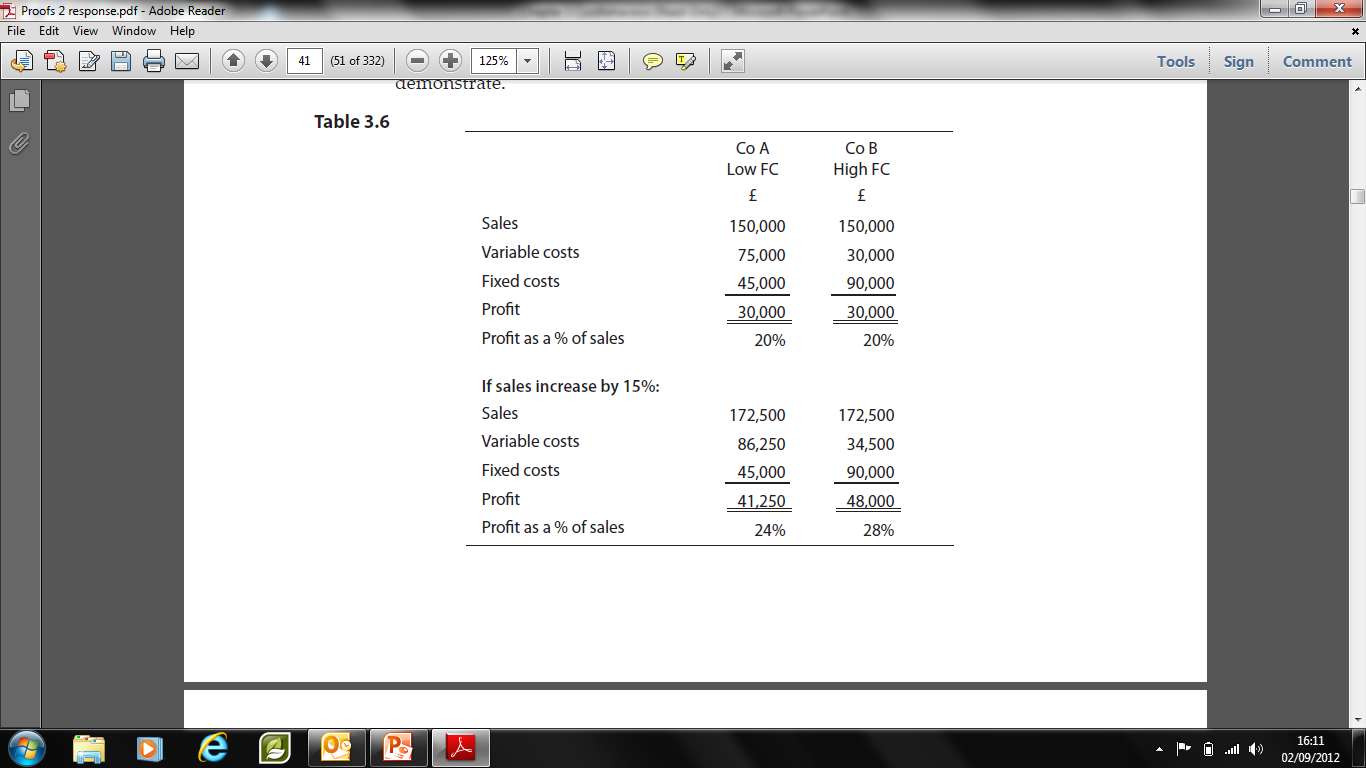 Proofs 2 response.pdf - Adobe Reader
File Edit View Window Help
41 (51 of 332) 125% Tools Sign Comment
demonstrate.
Table 3.6
Co A Co B
Low FC High FC
£ £
Sales 150,000 150,000
Variable costs 75,000 30,000
Fixed costs 45,000 90,000
Profit 30,000 30,000
Profit as a % of sales 20% 20%
If sales increase by 15%:
Sales 172,500 172,500
Variable costs 86,250 34,500
Fixed costs 45,000 90,000
Profit 41,250 48,000
Profit as a % of sales 24% 28%
16:11
02/09/2012